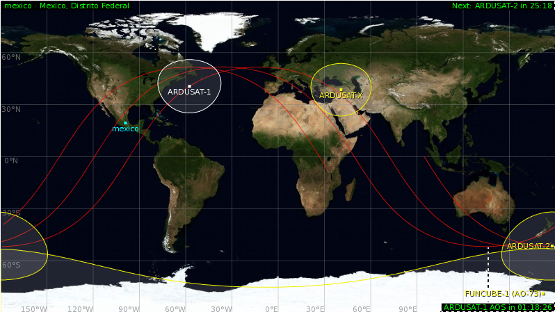 mexico - Mexico, Distrito Federal
Next: ARDUSAT-2 in 25:18
60°N
ARDUSAT-1
ARDUSAT-X
30°N
mexico
0°N
30°S
ARDUSAT-2
60°S
FUNCUBE-1 (AO-73)
ARDUSAT-1 AOS in 01:18:26
150°W
120°W
90°W
60°W
30°W
0°E
30°E
60°E
90°E